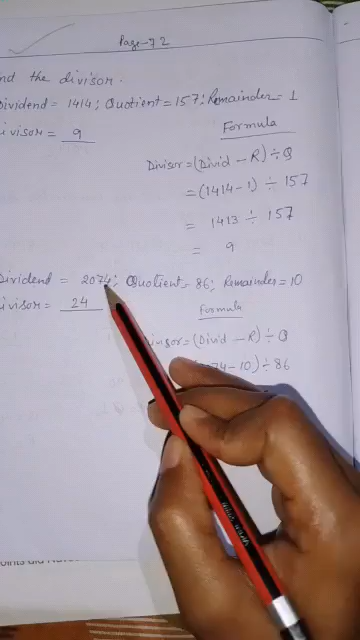 Page-92
nd the divisor.
Dividend = 1414; Quotient = 157; Remainder = 1
ivisor = 9
Formula
Divisor = (Divid - R) ÷ Q
= (1414-1) ÷ 157
= 1413 ÷ 157
= 9
Dividend = 2074; Quotient - 86; Remainder = 10
ivisor = 24
Formula
ivisor = (Divid - R) ÷ Q
74-10) ÷ 86